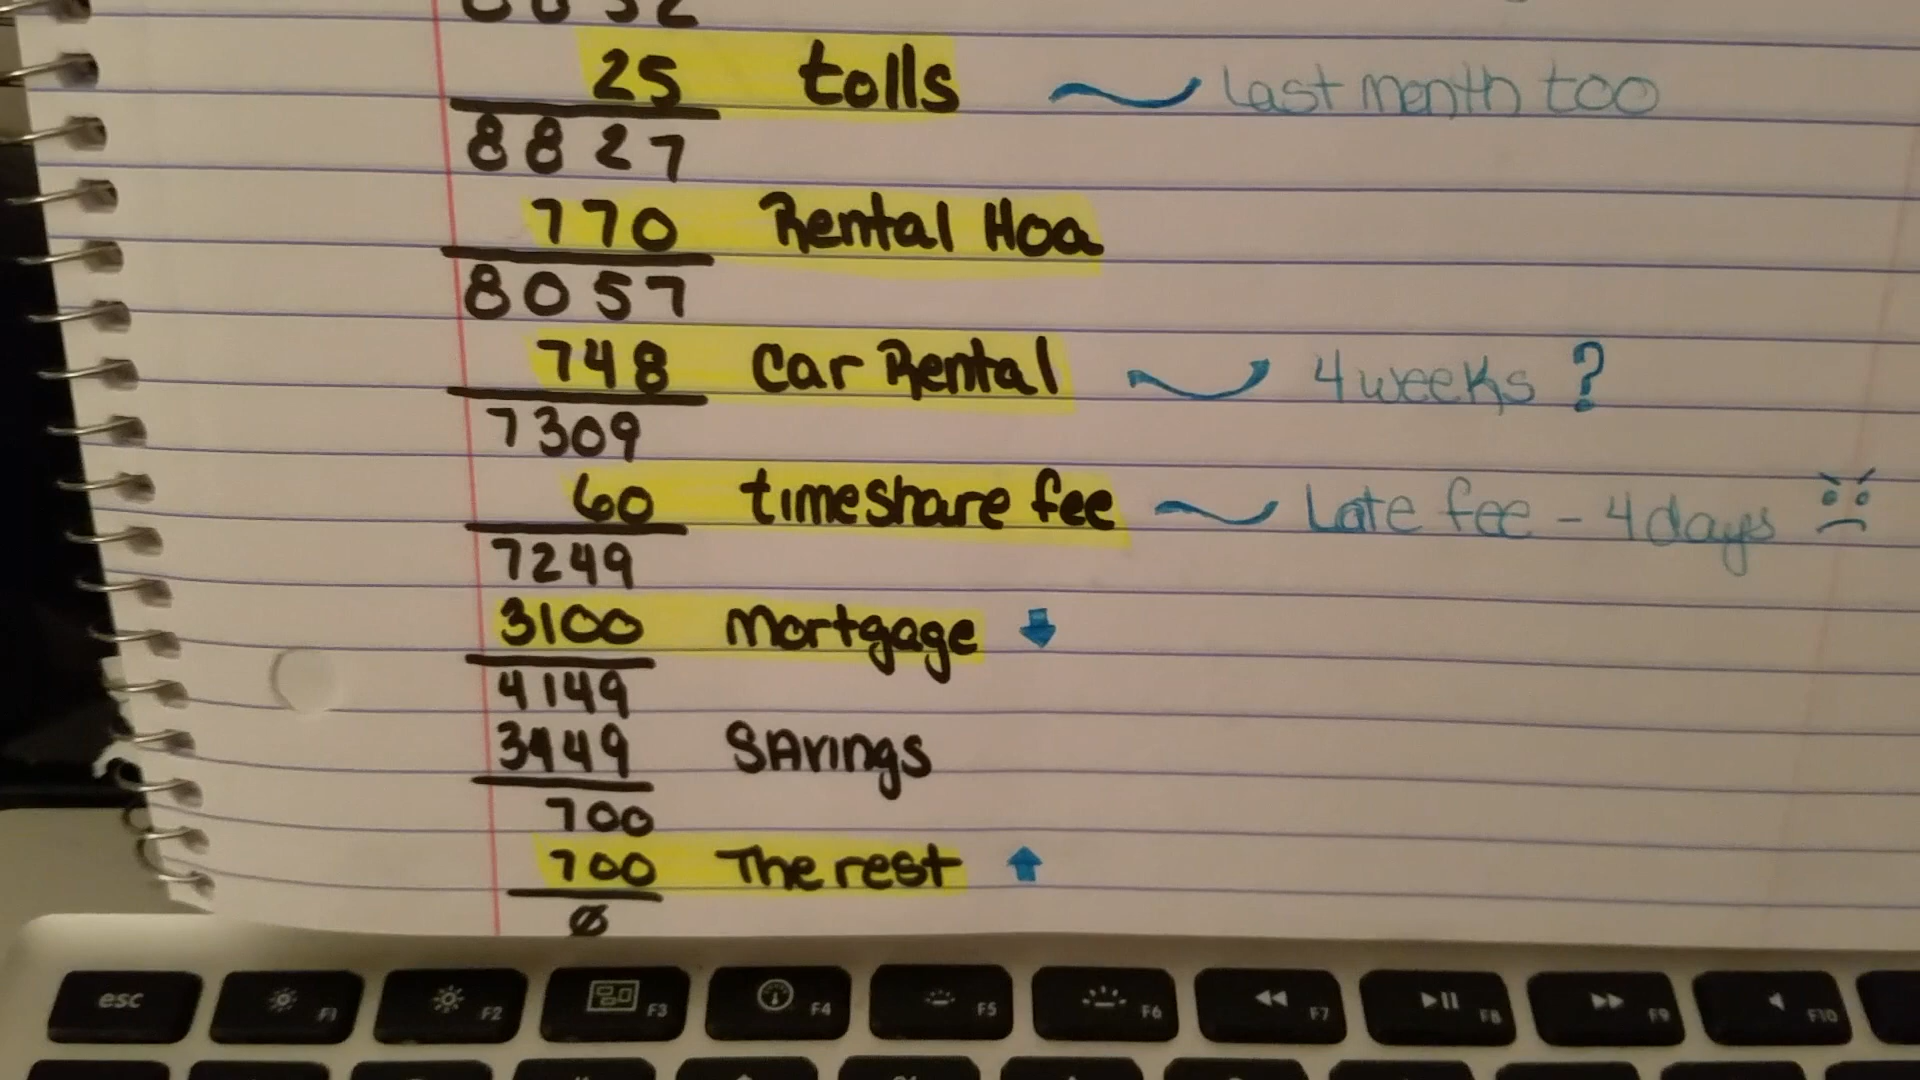 8852
25 tolls last month too
8827
770 Rental Hoa
8057
748 Car Rental 4 weeks ?
7309
60 timeshare fee Late fee - 4 days
7249
3100 Mortgage
4149
3449 SAvings
700
700 The rest
0
esc F1 F2 F3 F4 F5 F6 F7 F8 F9 F10